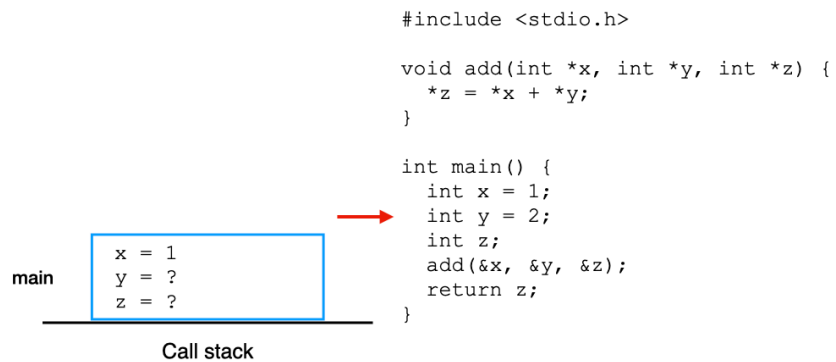 #include <stdio.h>
void add(int *x, int *y, int *z) {
  *z = *x + *y;
}
int main() {
  int x = 1;
  int y = 2;
  int z;
  add(&x, &y, &z);
  return z;
}
x = 1
y = ?
z = ?
main
Call stack